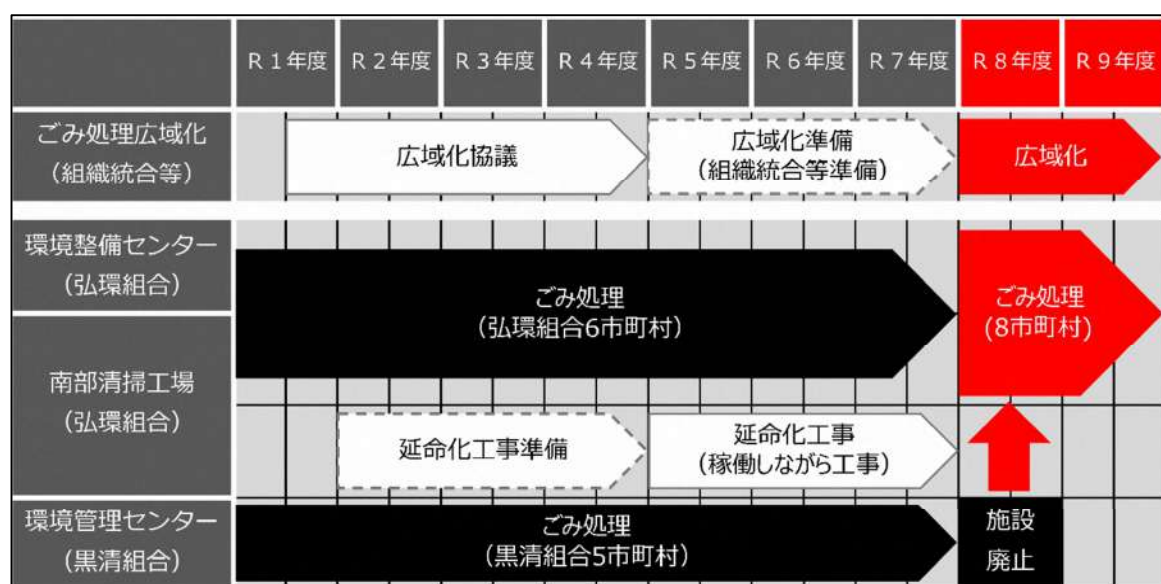 R1年度 R2年度 R3年度 R4年度 R5年度 R6年度 R7年度 R8年度 R9年度
ごみ処理広域化
(組織統合等)
広域化協議
広域化準備
(組織統合等準備)
広域化
環境整備センター
(弘環組合)
ごみ処理
(弘環組合6市町村)
ごみ処理
(8市町村)
南部清掃工場
(弘環組合)
延命化工事準備
延命化工事
(稼働しながら工事)
環境管理センター
(黒清組合)
ごみ処理
(黒清組合5市町村)
施設
廃止